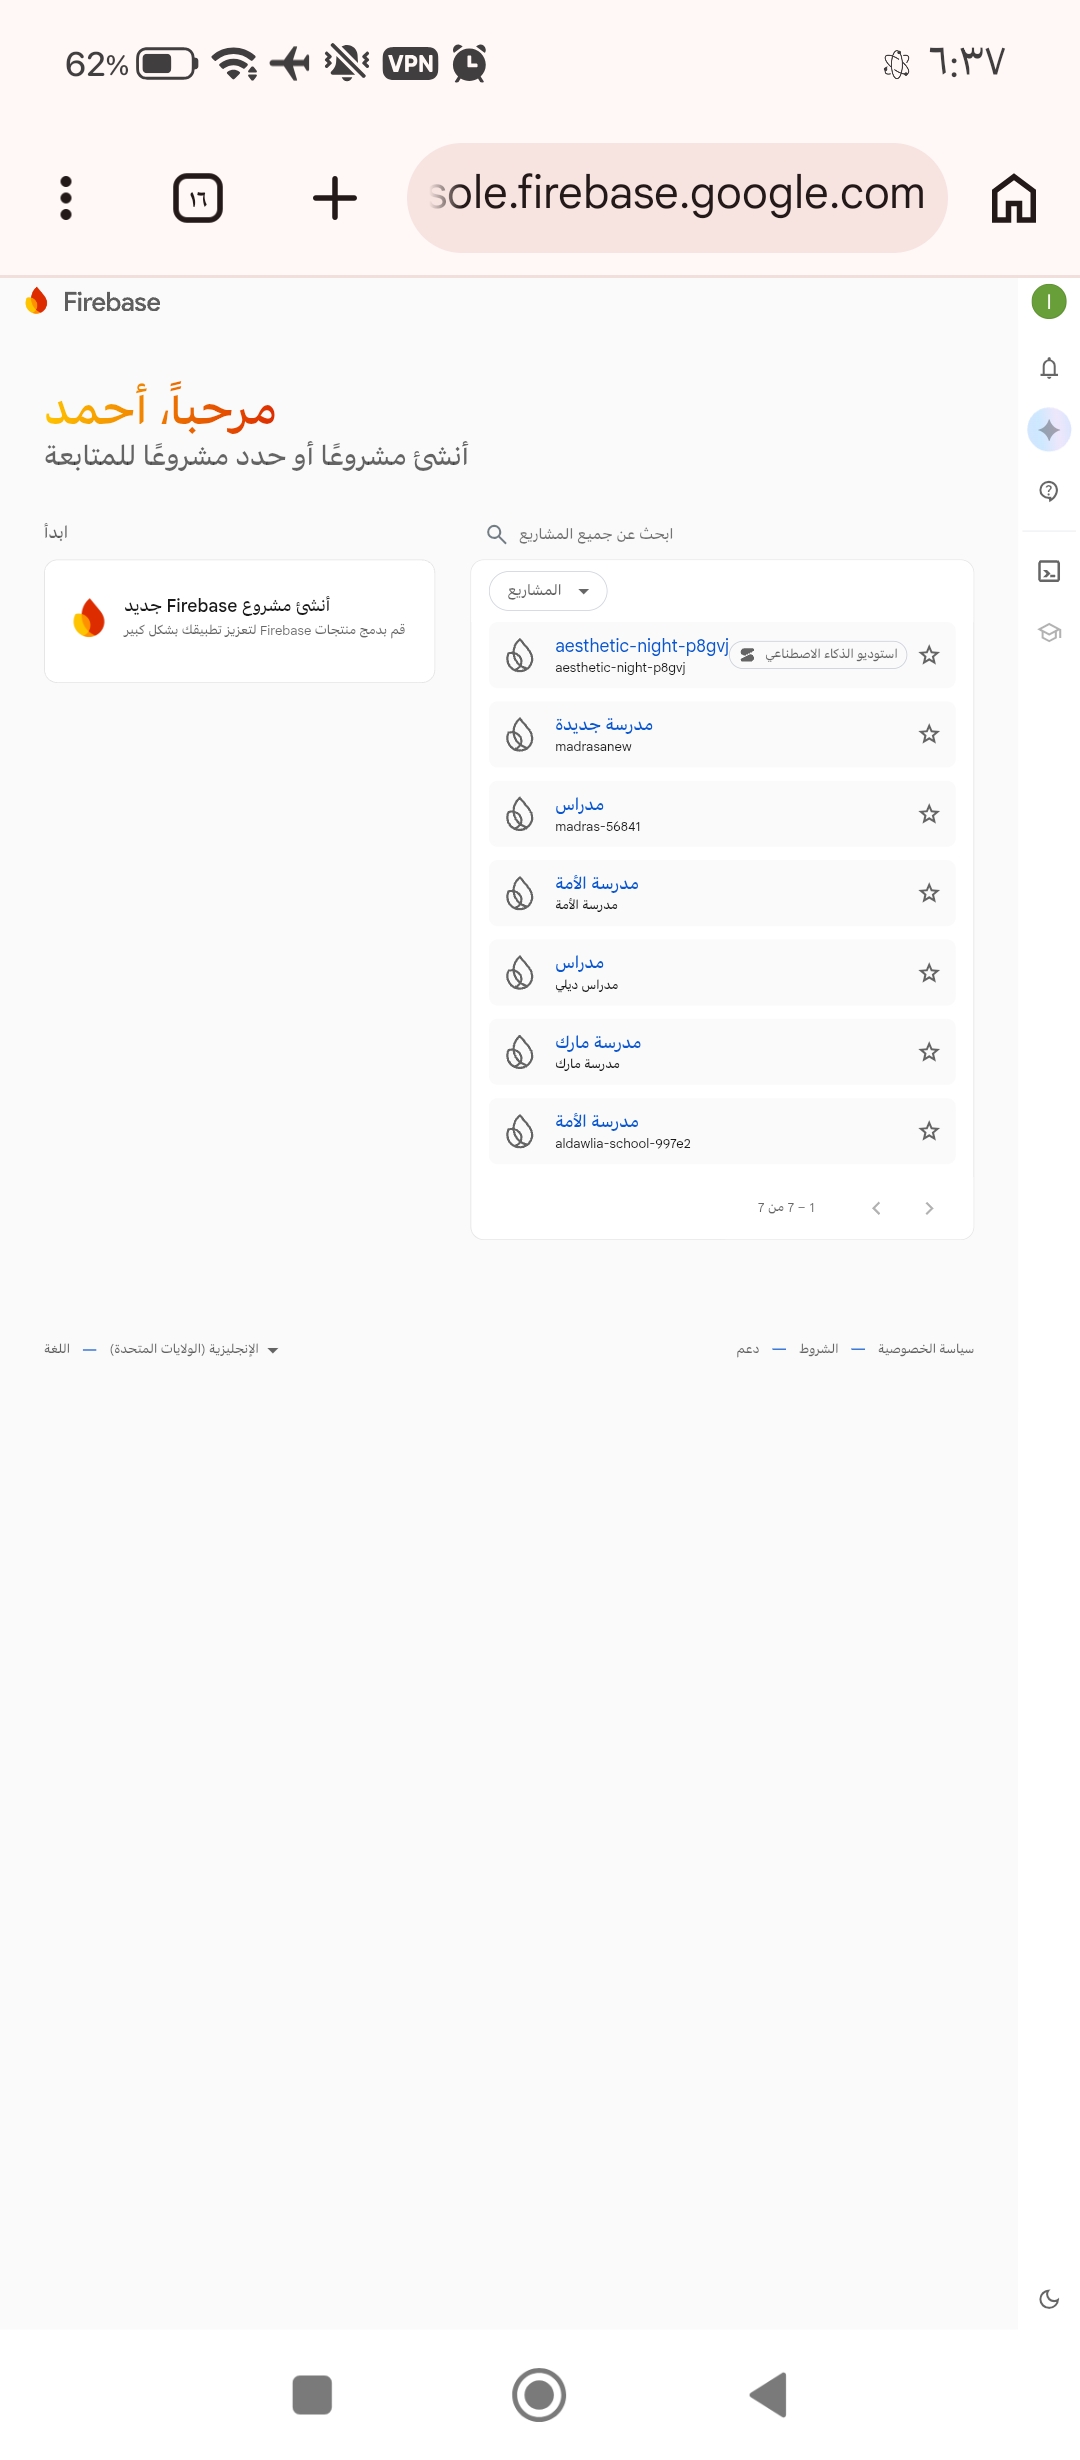 62%
VPN
٦:٣٧
١٦
sole.firebase.google.com
Firebase
مرحباً، أحمد
أنشئ مشروعًا أو حدد مشروعًا للمتابعة
ابدأ
أنشئ مشروع Firebase جديد
قم بدمج منتجات Firebase لتعزيز تطبيقك بشكل كبير
ابحث عن جميع المشاريع
المشاريع
aesthetic-night-p8gvj
استوديو الذكاء الاصطناعي
aesthetic-night-p8gvj
مدرسة جديدة
madrasanew
مدراس
madras-56841
مدرسة الأمة
مدرسة الأمة
مدراس
مدراس ديلي
مدرسة مارك
مدرسة مارك
مدرسة الأمة
aldawlia-school-997e2
1 – 7 من 7
اللغة — الإنجليزية (الولايات المتحدة)
دعم — الشروط — سياسة الخصوصية